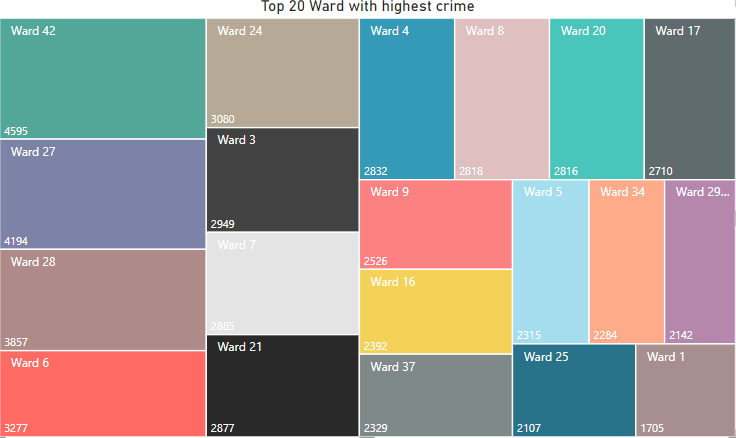 Top 20 Ward with highest crime
Ward 42
4595
Ward 27
4194
Ward 28
3857
Ward 6
3277
Ward 24
3080
Ward 3
2949
Ward 7
2885
Ward 21
2877
Ward 4
2832
Ward 8
2818
Ward 20
2816
Ward 17
2710
Ward 9
2526
Ward 16
2392
Ward 37
2329
Ward 5
2315
Ward 34
2284
Ward 29...
2142
Ward 25
2107
Ward 1
1705